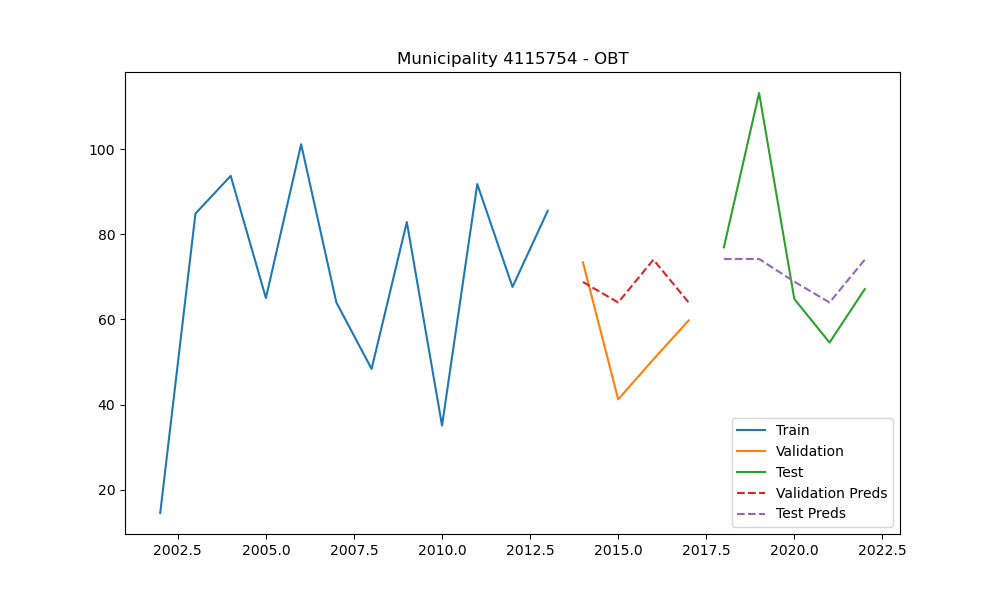 Municipality 4115754 - OBT
100
80
60
40
20
Train
Validation
Test
Validation Preds
Test Preds
2002.5 2005.0 2007.5 2010.0 2012.5 2015.0 2017.5 2020.0 2022.5